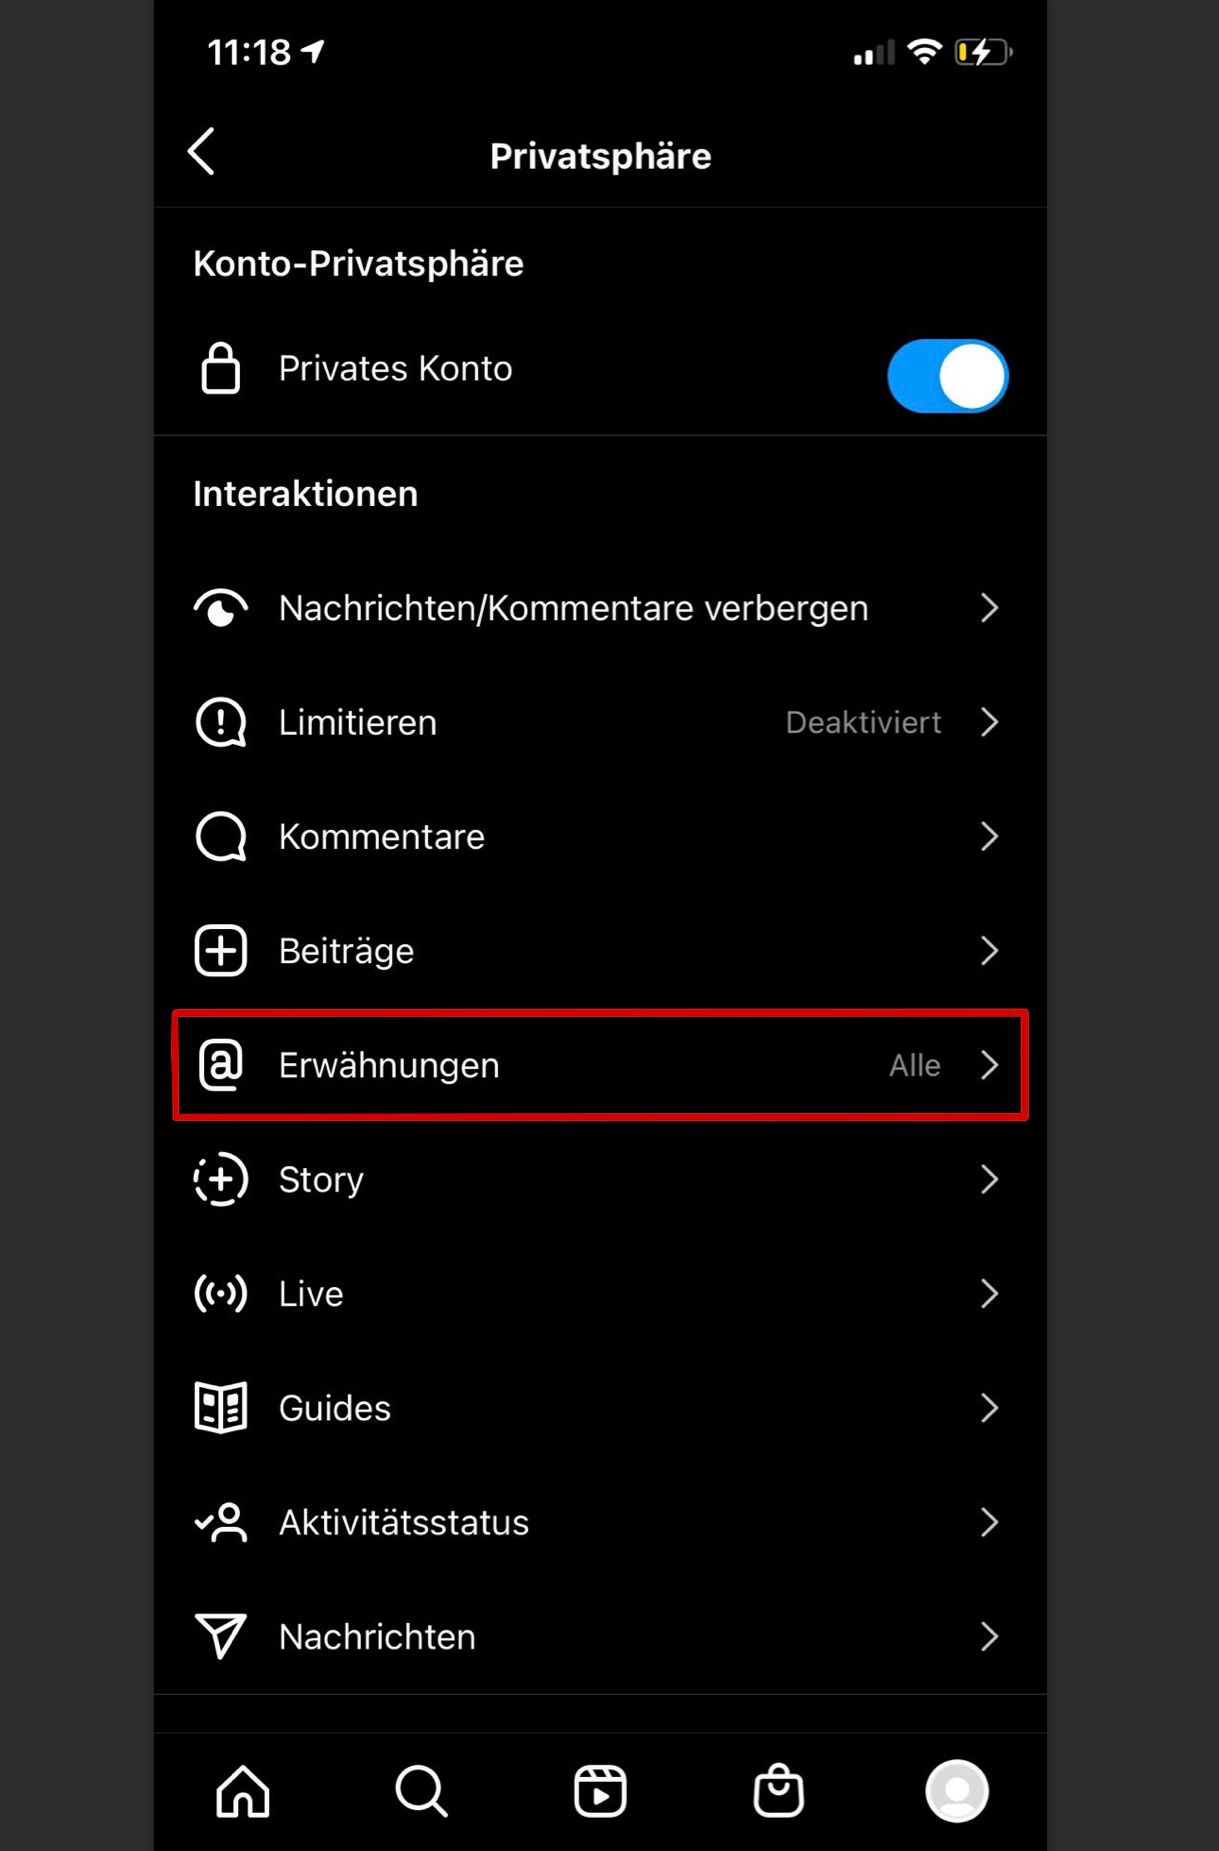 11:18
Privatsphäre
Konto-Privatsphäre
Privates Konto
Interaktionen
Nachrichten/Kommentare verbergen
Limitieren Deaktiviert
Kommentare
Beiträge
Erwähnungen Alle
Story
Live
Guides
Aktivitätsstatus
Nachrichten